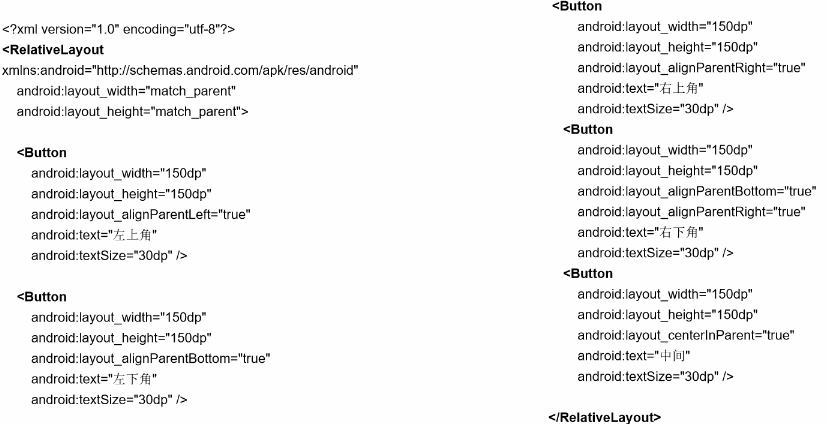 <?xml version="1.0" encoding="utf-8"?>
<RelativeLayout
xmlns:android="http://schemas.android.com/apk/res/android"
android:layout_width="match_parent"
android:layout_height="match_parent">
<Button
android:layout_width="150dp"
android:layout_height="150dp"
android:layout_alignParentLeft="true"
android:text="左上角"
android:textSize="30dp" />
<Button
android:layout_width="150dp"
android:layout_height="150dp"
android:layout_alignParentBottom="true"
android:text="左下角"
android:textSize="30dp" />
<Button
android:layout_width="150dp"
android:layout_height="150dp"
android:layout_alignParentRight="true"
android:text="右上角"
android:textSize="30dp" />
<Button
android:layout_width="150dp"
android:layout_height="150dp"
android:layout_alignParentBottom="true"
android:layout_alignParentRight="true"
android:text="右下角"
android:textSize="30dp" />
<Button
android:layout_width="150dp"
android:layout_height="150dp"
android:layout_centerInParent="true"
android:text="中间"
android:textSize="30dp" />
</RelativeLayout>